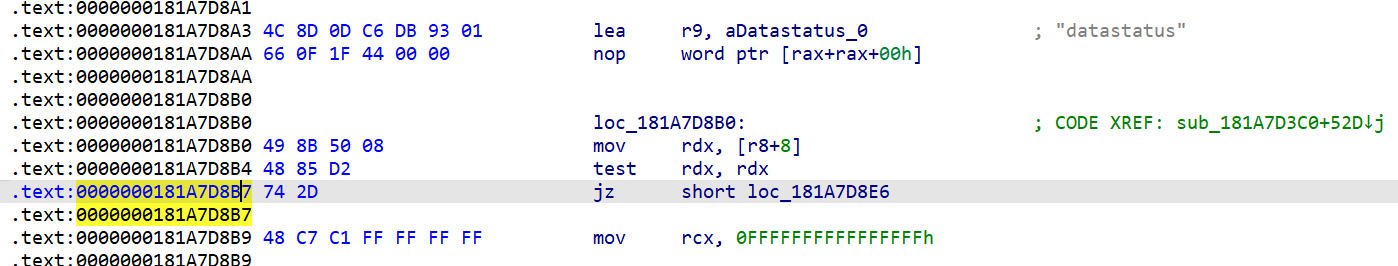 .text:0000000181A7D8A1
.text:0000000181A7D8A3 4C 8D 0D C6 DB 93 01 lea r9, aDatastatus_0 ; "datastatus"
.text:0000000181A7D8AA 66 0F 1F 44 00 00 nop word ptr [rax+rax+00h]
.text:0000000181A7D8AA
.text:0000000181A7D8B0
.text:0000000181A7D8B0 loc_181A7D8B0: ; CODE XREF: sub_181A7D3C0+52D↓j
.text:0000000181A7D8B0 49 8B 50 08 mov rdx, [r8+8]
.text:0000000181A7D8B4 48 85 D2 test rdx, rdx
.text:0000000181A7D8B7 74 2D jz short loc_181A7D8E6
.text:0000000181A7D8B7
.text:0000000181A7D8B9 48 C7 C1 FF FF FF FF mov rcx, 0FFFFFFFFFFFFFFFFh
.text:0000000181A7D8B9